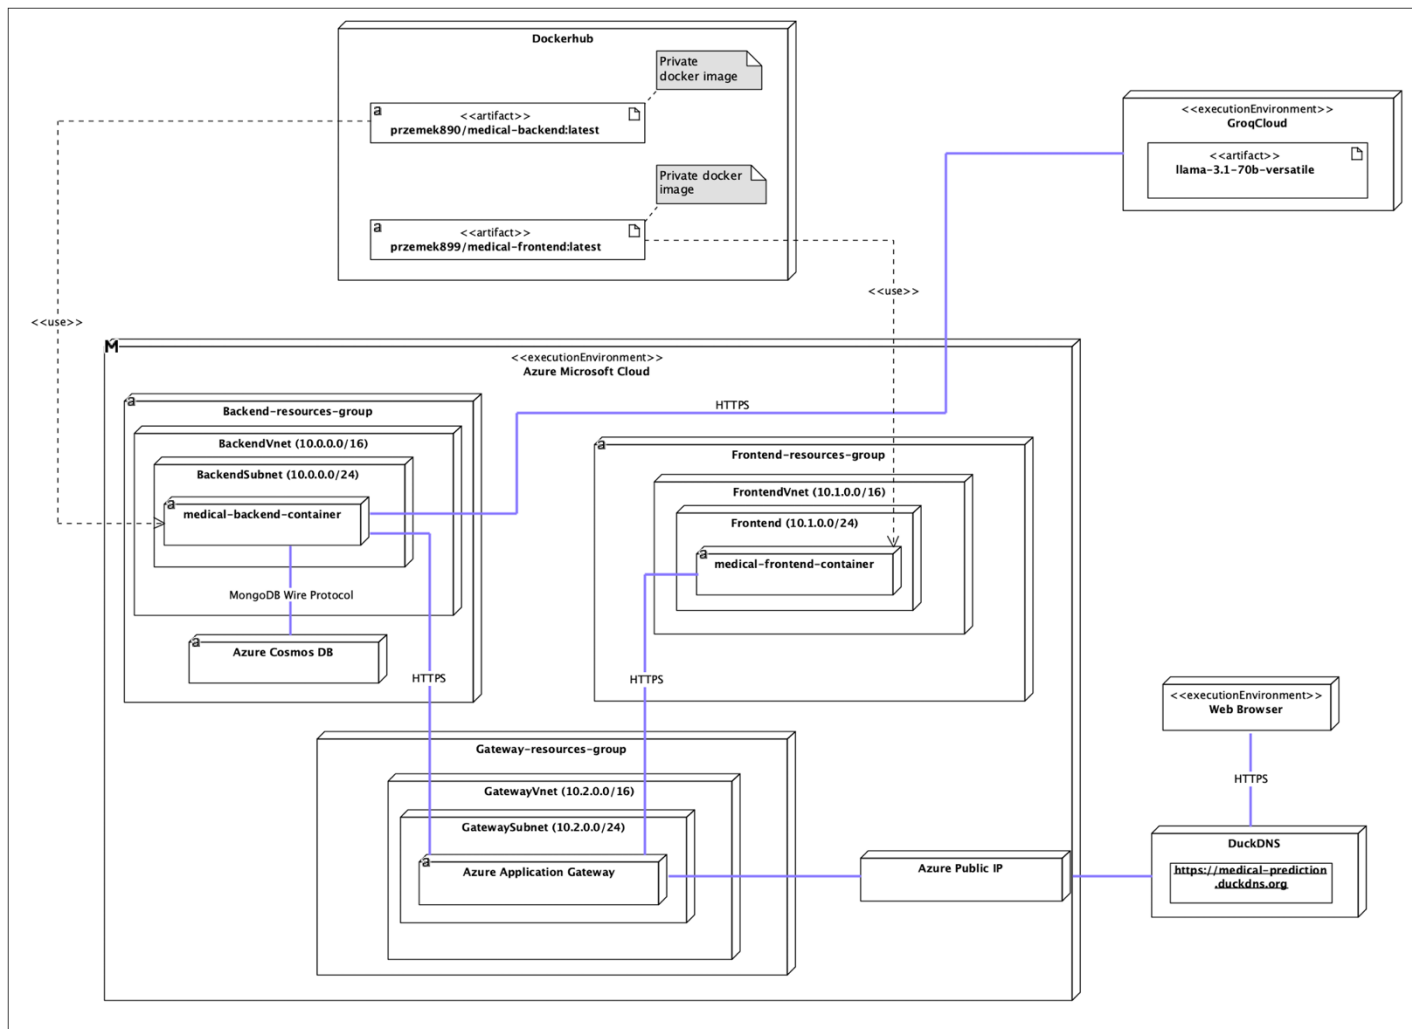 Dockerhub
Private
docker image
a
<<artifact>>
przemek890/medical-backend:latest
Private docker
image
a
<<artifact>>
przemek899/medical-frontend:latest
<<executionEnvironment>>
GroqCloud
<<artifact>>
llama-3.1-70b-versatile
<<use>>
<<use>>
M
<<executionEnvironment>>
Azure Microsoft Cloud
a
Backend-resources-group
BackendVnet (10.0.0.0/16)
BackendSubnet (10.0.0.0/24)
a
medical-backend-container
MongoDB Wire Protocol
a
Azure Cosmos DB
HTTPS
HTTPS
a
Frontend-resources-group
FrontendVnet (10.1.0.0/16)
Frontend (10.1.0.0/24)
a
medical-frontend-container
HTTPS
Gateway-resources-group
GatewayVnet (10.2.0.0/16)
GatewaySubnet (10.2.0.0/24)
a
Azure Application Gateway
Azure Public IP
<<executionEnvironment>>
Web Browser
HTTPS
DuckDNS
https://medical-prediction
.duckdns.org